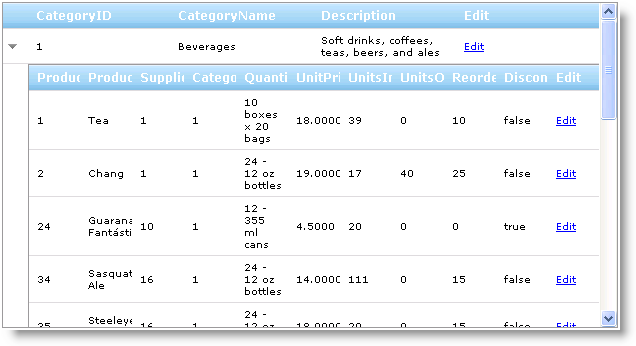 CategoryID CategoryName Description Edit
1 Beverages Soft drinks, coffees, teas, beers, and ales Edit
Produc Produc Supplie Catego Quanti UnitPri UnitsIn UnitsO Reorde Discon Edit
1 Tea 1 1 10 boxes x 20 bags 18.0000 39 0 10 false Edit
2 Chang 1 1 24 - 12 oz bottles 19.0000 17 40 25 false Edit
24 Guaraná Fantásti 10 1 12 - 355 ml cans 4.5000 20 0 0 true Edit
34 Sasquat Ale 16 1 24 - 12 oz bottles 14.0000 111 0 15 false Edit
35 Steeleye 16 1 24 - 12 oz 18.0000 20 0 15 false Edit